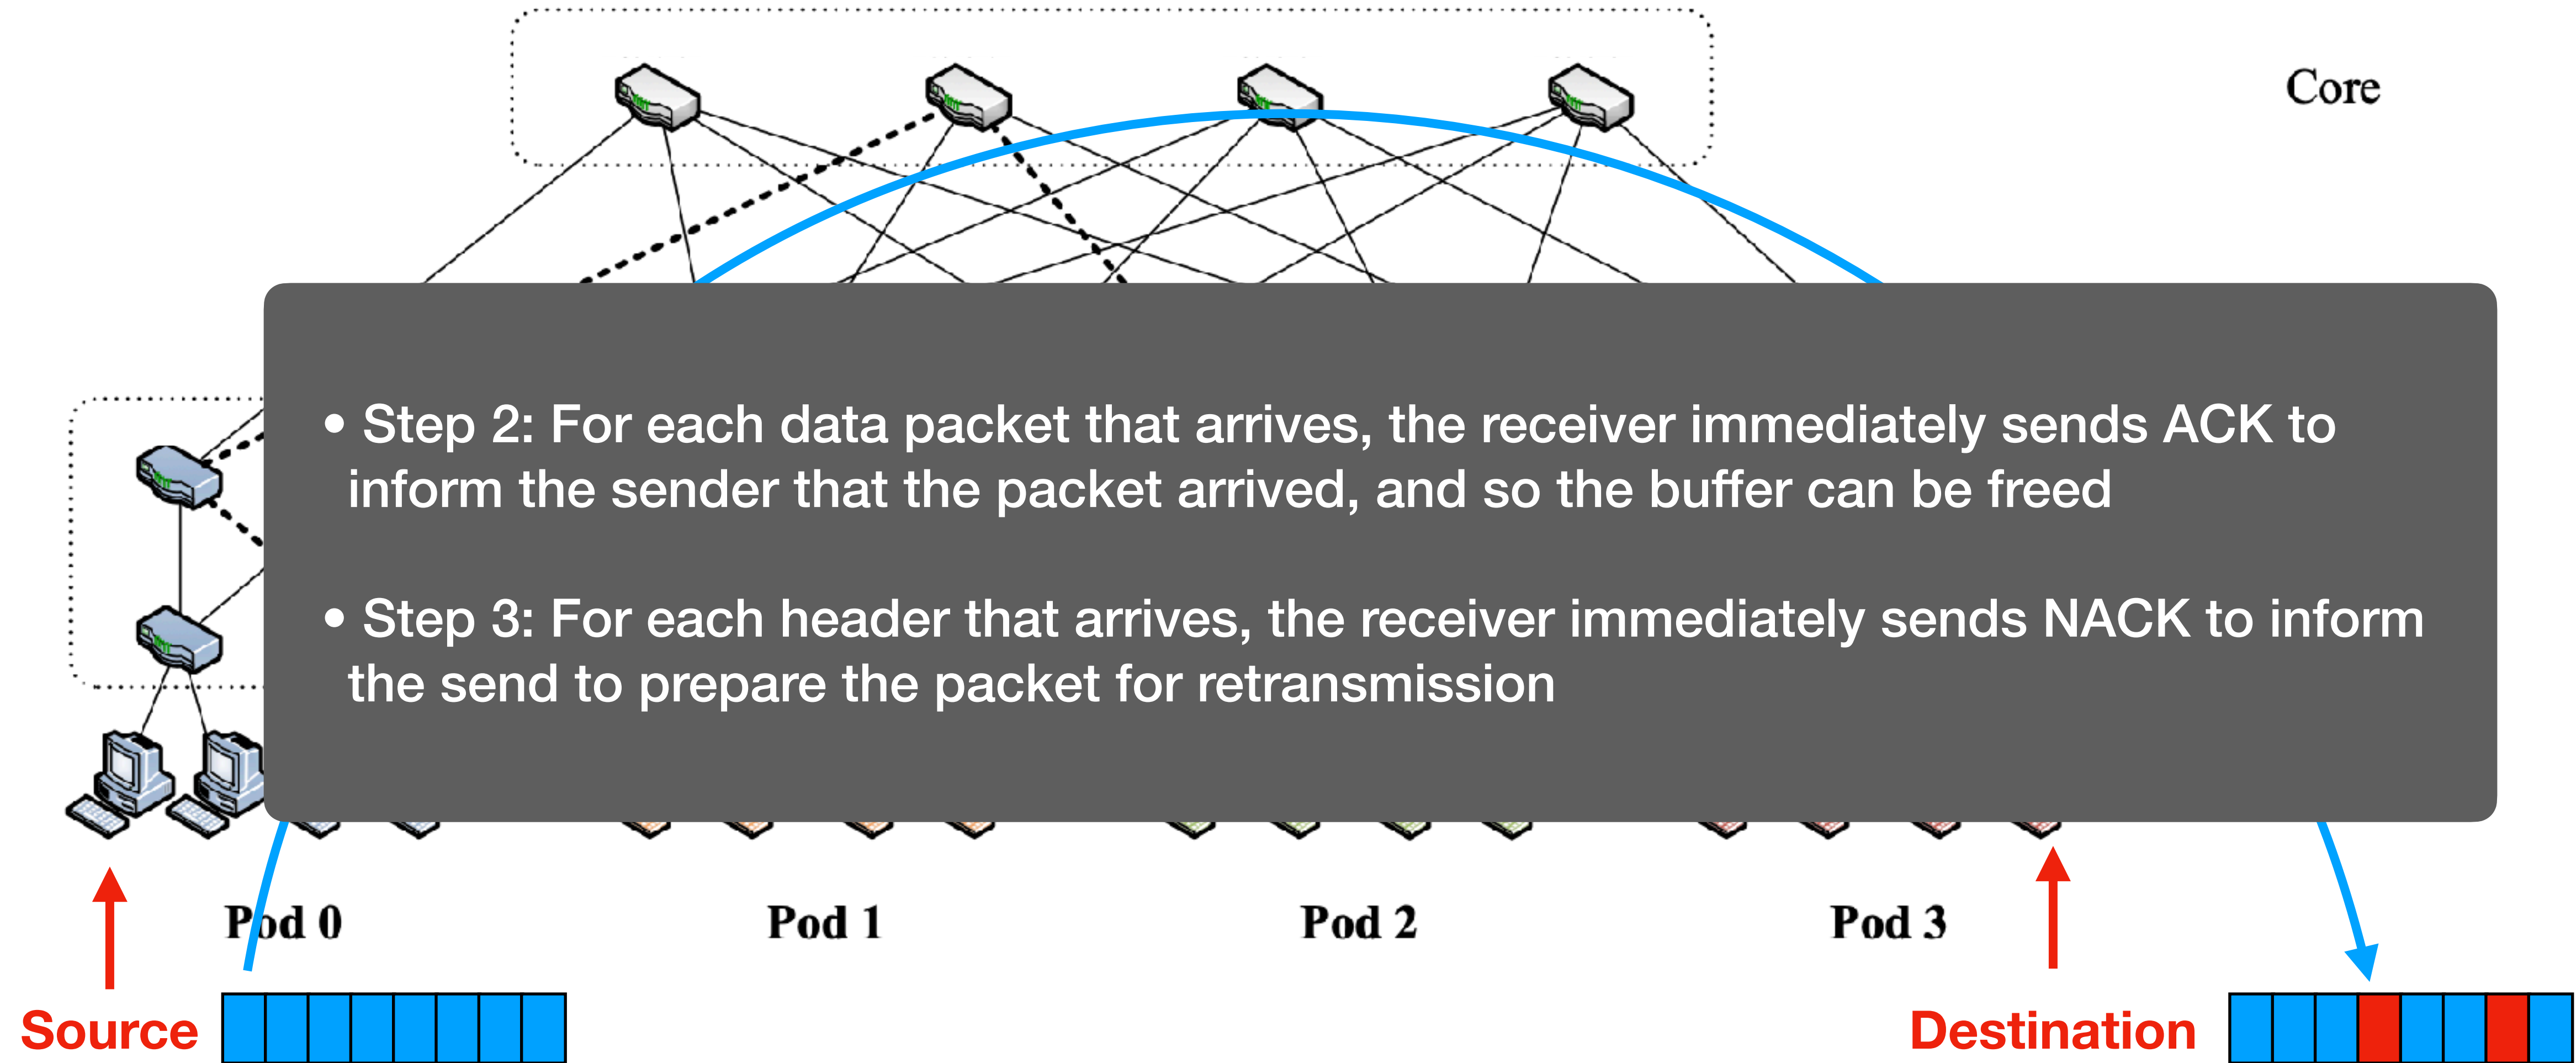 Core
• Step 2: For each data packet that arrives, the receiver immediately sends ACK to
inform the sender that the packet arrived, and so the buffer can be freed
• Step 3: For each header that arrives, the receiver immediately sends NACK to inform
the send to prepare the packet for retransmission
Pod 0
Pod 1
Pod 2
Pod 3
Source
Destination